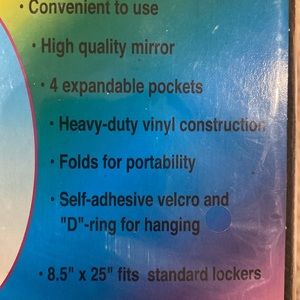 · Convenient to use
· High quality mirror
· 4 expandable pockets
· Heavy-duty vinyl construction
· Folds for portability
· Self-adhesive velcro and
"D"-ring for hanging
· 8.5" x 25" fits standard lockers